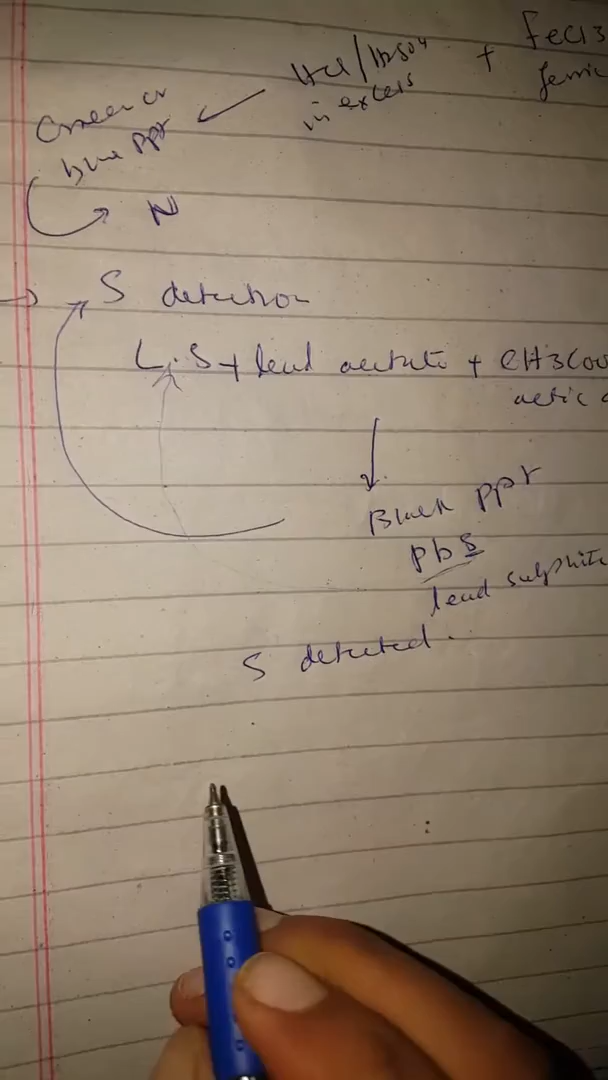 HCl/H2SO4 + FeCl3
in excess ferric
Green or
blue ppt
N
→ S detection
L.S + lead acetate + CH3COO
acetic a
Black ppt
PbS
lead sulphite
S detected.